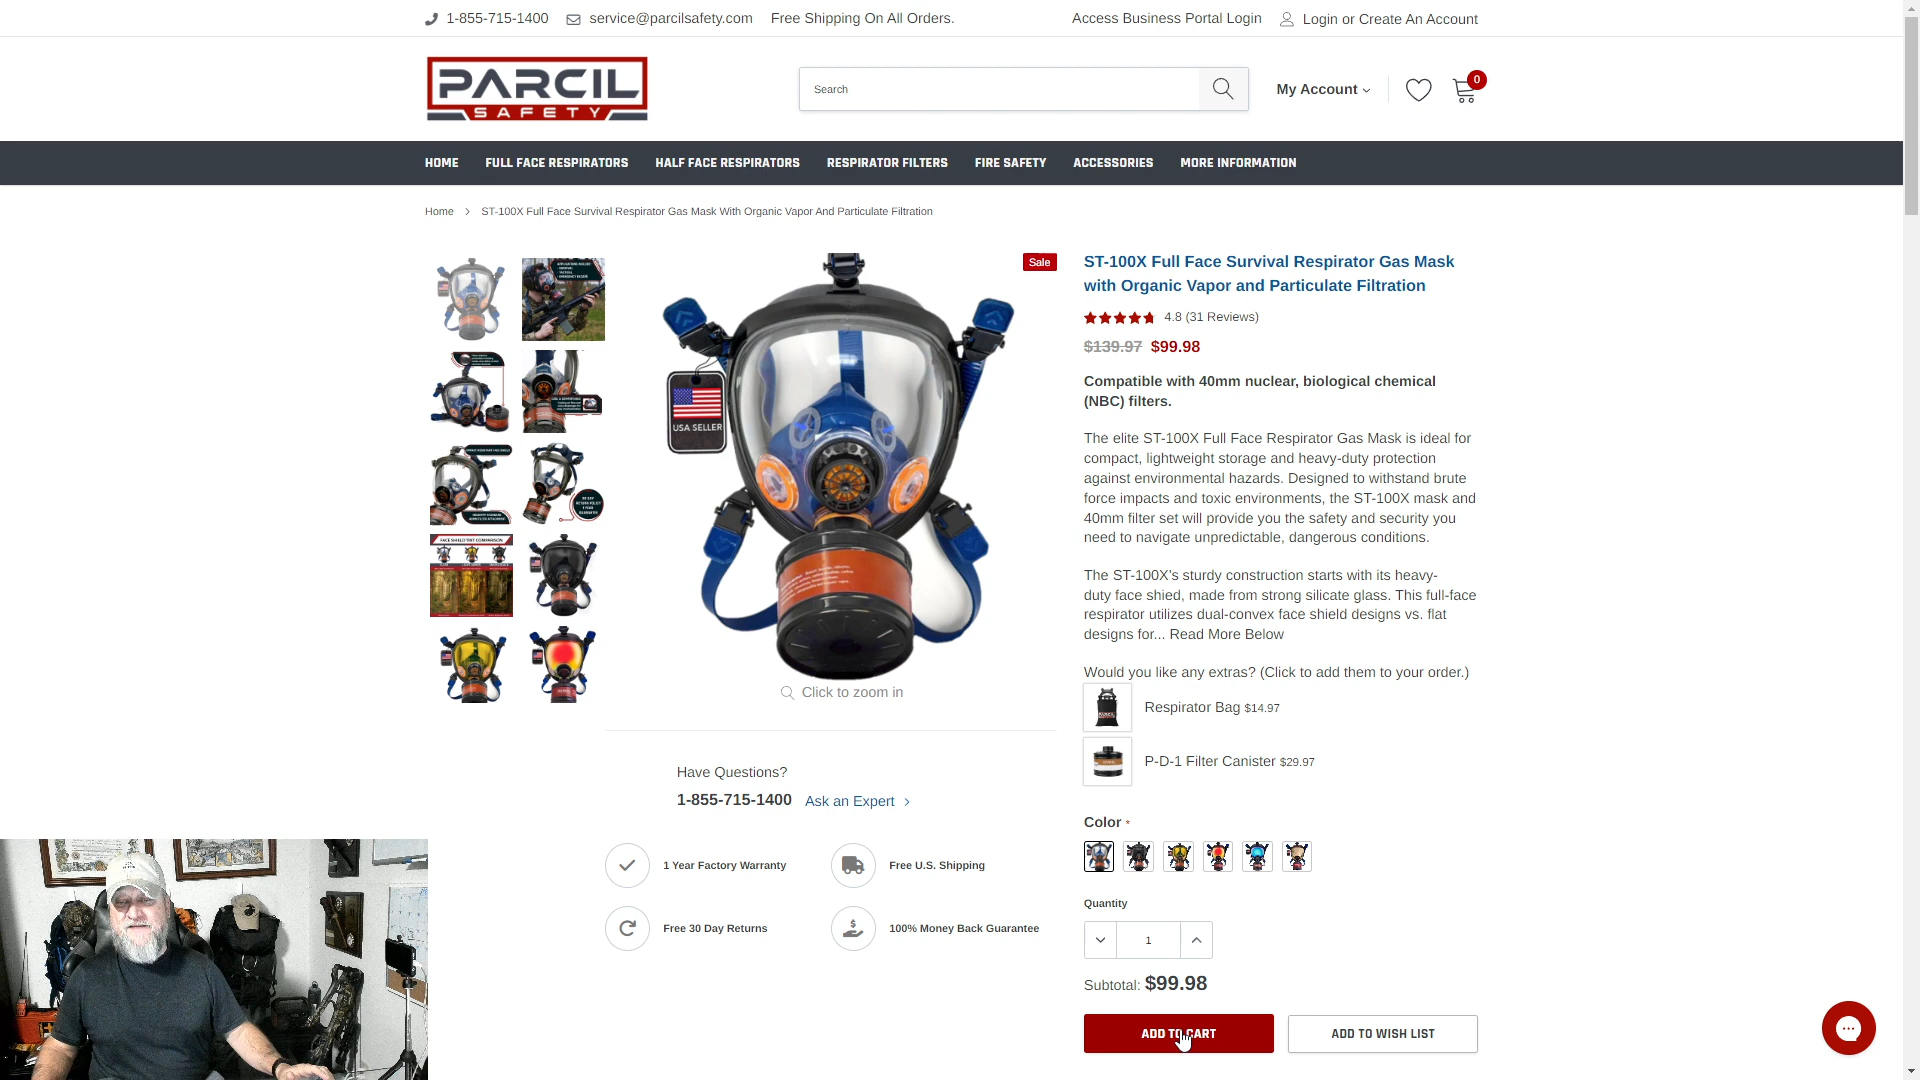 1-855-715-1400
service@parcilsafety.com
Free Shipping On All Orders.
Access Business Portal Login
Login or Create An Account
PARCIL
SAFETY
Search
My Account
0
HOME
FULL FACE RESPIRATORS
HALF FACE RESPIRATORS
RESPIRATOR FILTERS
FIRE SAFETY
ACCESSORIES
MORE INFORMATION
Home
ST-100X Full Face Survival Respirator Gas Mask With Organic Vapor And Particulate Filtration
Sale
USA SELLER
FACE SHIELD TINT COMPARISON
Click to zoom in
ST-100X Full Face Survival Respirator Gas Mask
with Organic Vapor and Particulate Filtration
4.8 (31 Reviews)
$139.97 $99.98
Compatible with 40mm nuclear, biological chemical
(NBC) filters.
The elite ST-100X Full Face Respirator Gas Mask is ideal for
compact, lightweight storage and heavy-duty protection
against environmental hazards. Designed to withstand brute
force impacts and toxic environments, the ST-100X mask and
40mm filter set will provide you the safety and security you
need to navigate unpredictable, dangerous conditions.
The ST-100X's sturdy construction starts with its heavy-
duty face shied, made from strong silicate glass. This full-face
respirator utilizes dual-convex face shield designs vs. flat
designs for... Read More Below
Would you like any extras? (Click to add them to your order.)
Respirator Bag $14.97
P-D-1 Filter Canister $29.97
Have Questions?
1-855-715-1400
Ask an Expert
1 Year Factory Warranty
Free U.S. Shipping
Free 30 Day Returns
100% Money Back Guarantee
Color *
Quantity
1
Subtotal: $99.98
ADD TO CART
ADD TO WISH LIST